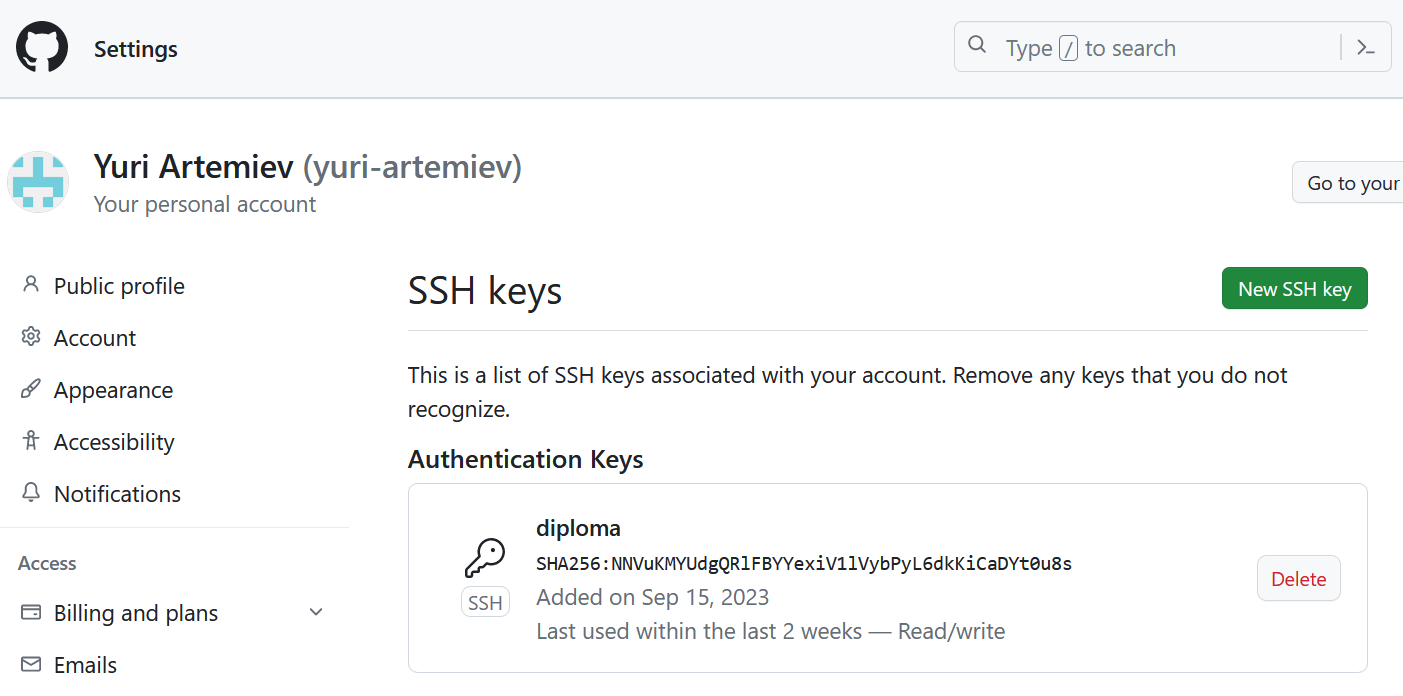 Settings
Type / to search
Yuri Artemiev (yuri-artemiev)
Your personal account
Go to your
Public profile
Account
Appearance
Accessibility
Notifications
Access
Billing and plans
Emails
SSH keys
New SSH key
This is a list of SSH keys associated with your account. Remove any keys that you do not
recognize.
Authentication Keys
diploma
SHA256:NNVuKMYUdgQRlFBYYexiV1lVybPyL6dkKiCaDYt0u8s
Added on Sep 15, 2023
Last used within the last 2 weeks — Read/write
SSH
Delete